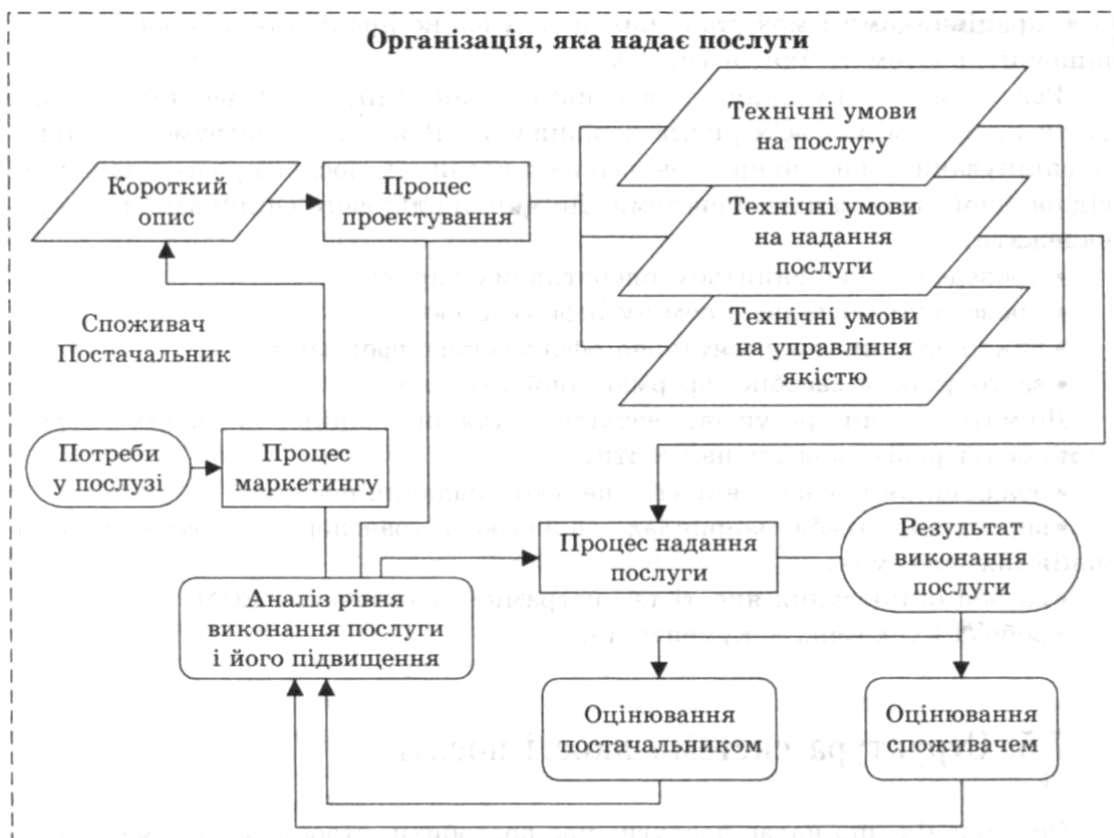 Організація, яка надає послуги
Технічні умови
на послугу
Короткий
опис
Процес
проектування
Технічні умови
на надання
послуги
Споживач
Постачальник
Технічні умови
на управління
якістю
Потреби
у послузі
Процес
маркетингу
Процес надання
послуги
Результат
виконання
послуги
Аналіз рівня
виконання послуги
і його підвищення
Оцінювання
постачальником
Оцінювання
споживачем